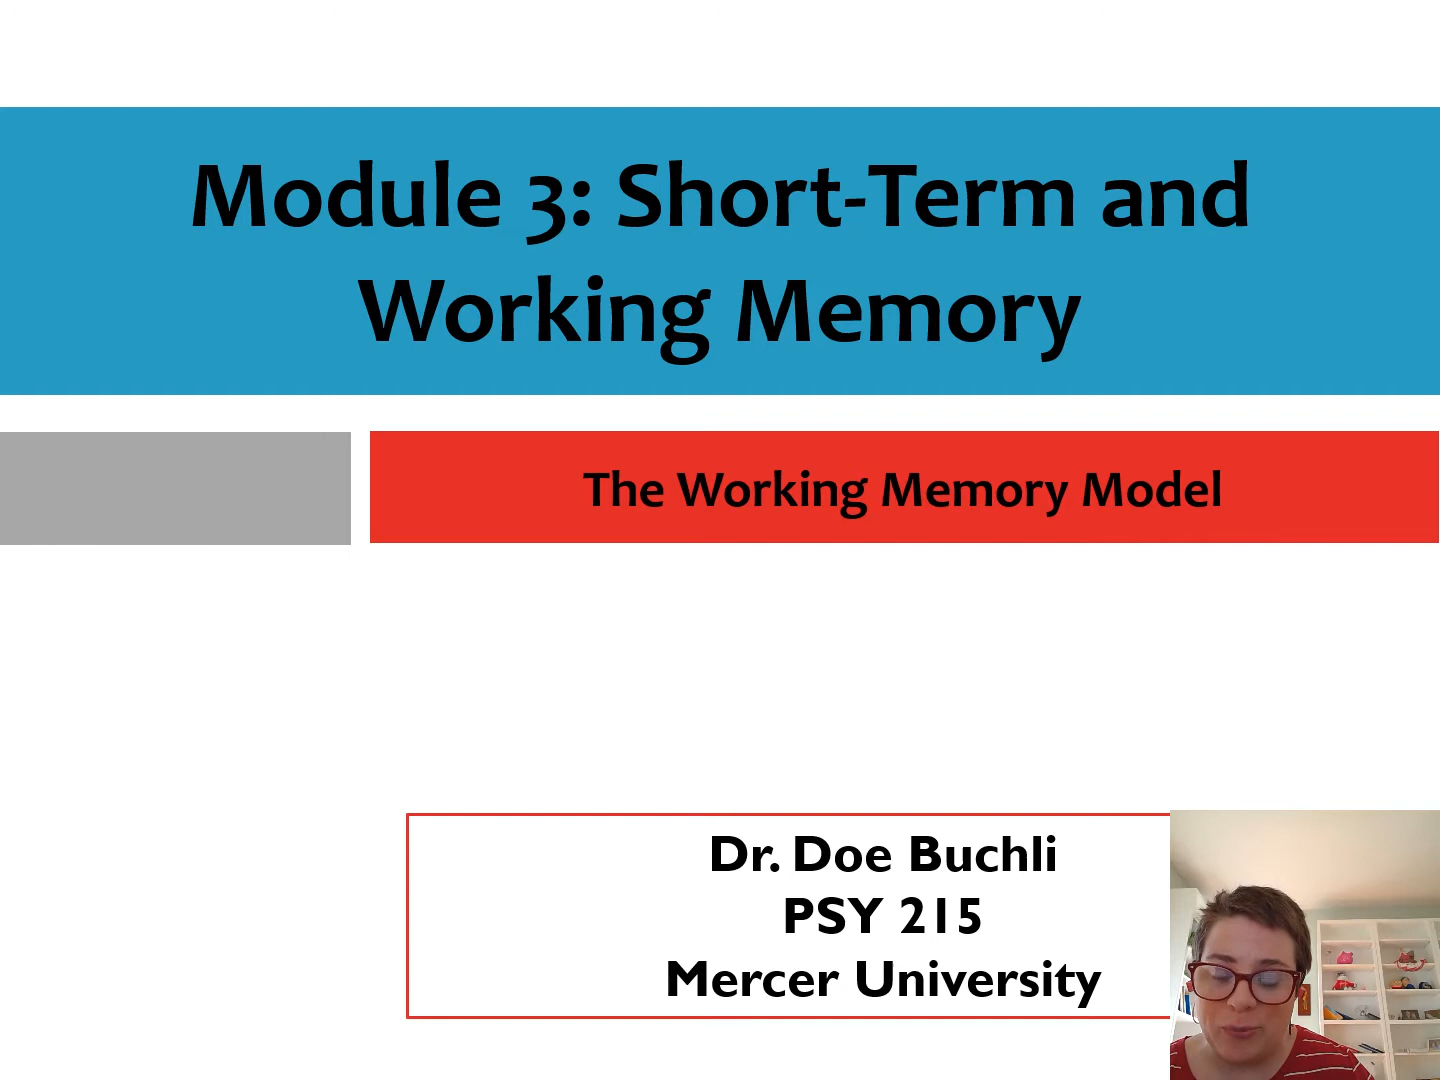 Module 3: Short-Term and
Working Memory
The Working Memory Model
Dr. Doe Buchli
PSY 215
Mercer University